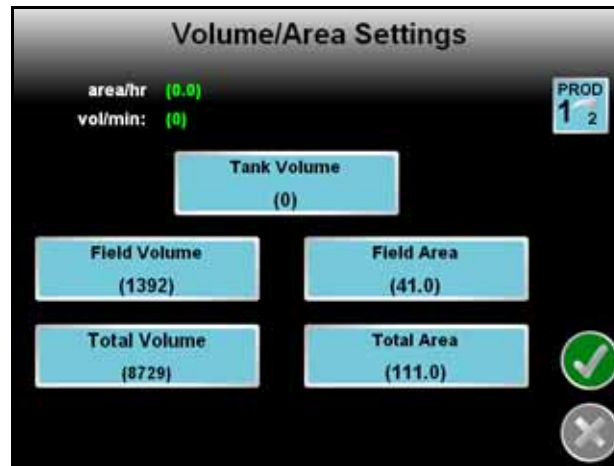 Volume/Area Settings
area/hr (0.0)
vol/min: (0)
PROD
1 2
Tank Volume
(0)
Field Volume
(1392)
Field Area
(41.0)
Total Volume
(8729)
Total Area
(111.0)